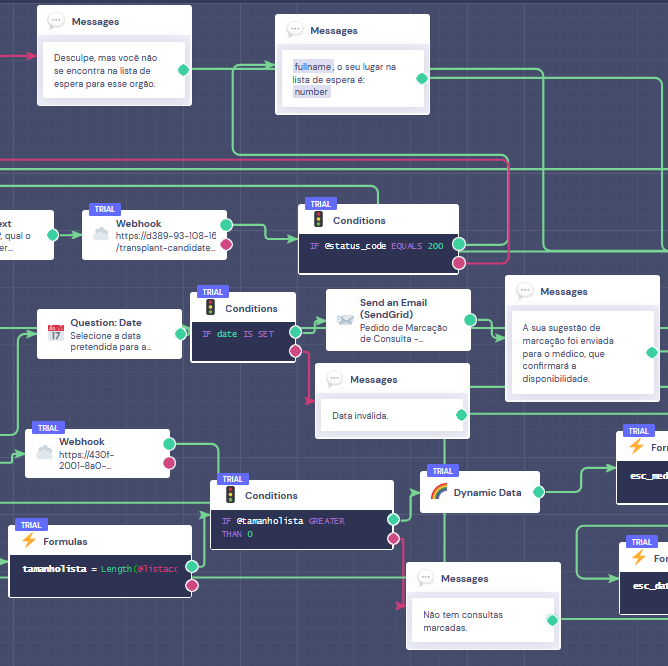 Messages
Desculpe, mas você não
se encontra na lista de
espera para esse orgão.
Messages
fullname, o seu lugar na
lista de espera é:
number
ext
, qual o
er...
TRIAL
Webhook
https://d389-93-108-16
/transplant-candidate...
TRIAL
Conditions
IF @status_code EQUALS 200
Question: Date
Selecione a data
pretendida para a...
TRIAL
Conditions
IF date IS SET
Send an Email
(SendGrid)
Pedido de Marcação
de Consulta -...
Messages
A sua sugestão de
marcação foi enviada
para o médico, que
confirmará a
disponibilidade.
Messages
Data inválida.
TRIAL
Webhook
https://430f-
2001-8a0-...
TRIAL
Conditions
IF @tamanholista GREATER
THAN 0
TRIAL
Dynamic Data
TRIAL
For
esc_med
TRIAL
Formulas
tamanholista = Length(@listacc
TRIAL
For
esc_dat
Messages
Não tem consultas
marcadas.